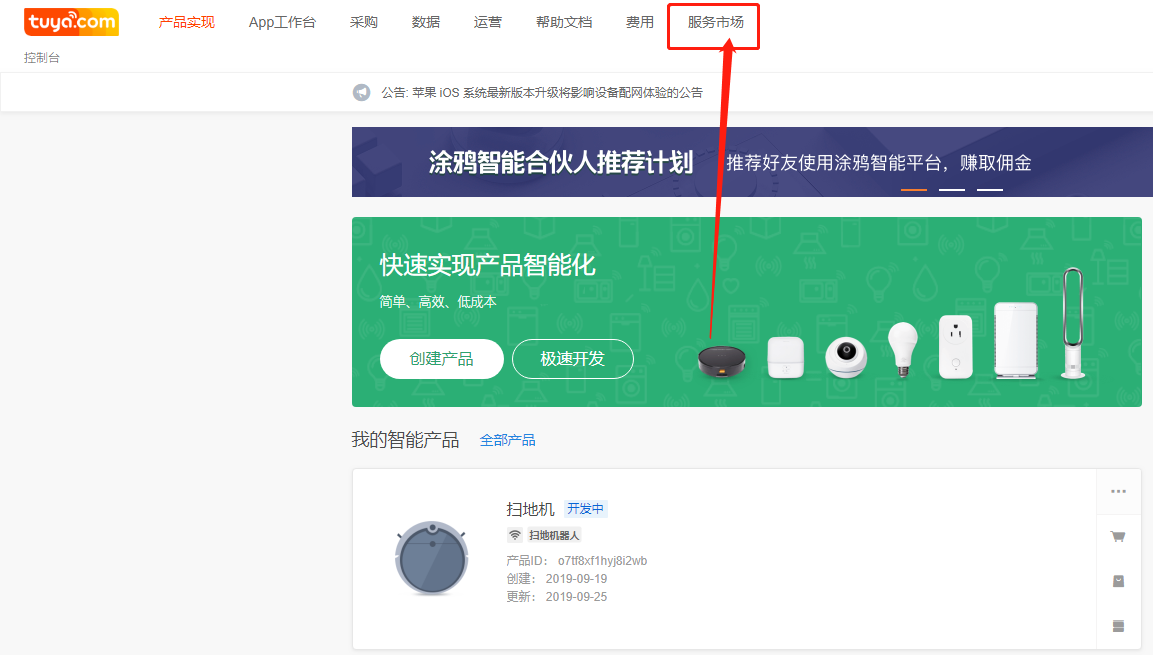 tuya.com 产品实现 App工作台 采购 数据 运营 帮助文档 费用 服务市场
控制台
公告: 苹果 iOS 系统最新版本升级将影响设备配网体验的公告
涂鸦智能合伙人推荐计划 推荐好友使用涂鸦智能平台，赚取佣金
快速实现产品智能化
简单、高效、低成本
创建产品 极速开发
我的智能产品 全部产品
扫地机 开发中
扫地机器人
产品ID: o7tf8xf1hyj8i2wb
创建: 2019-09-19
更新: 2019-09-25